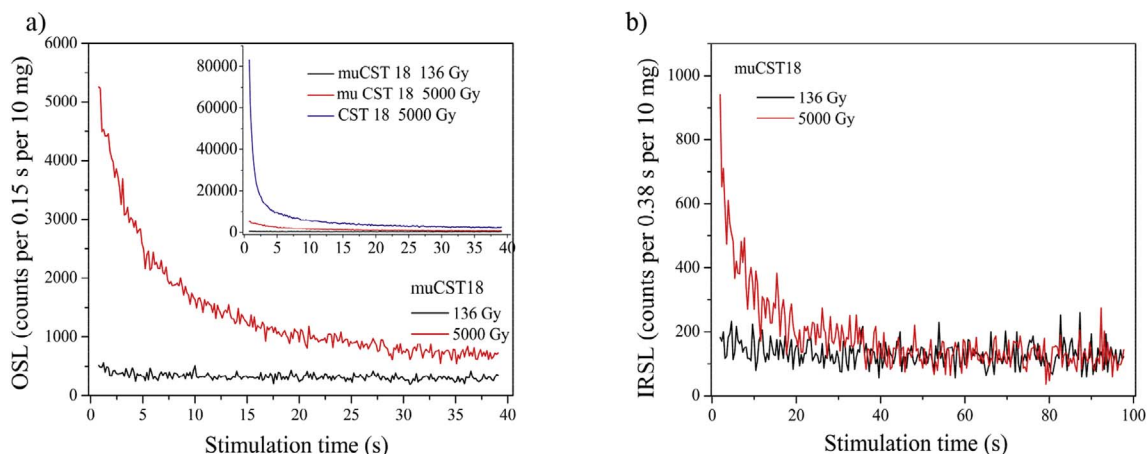 a)
OSL (counts per 0.15 s per 10 mg)
6000
5000
4000
3000
2000
1000
0
80000
60000
40000
20000
0
muCST 18 136 Gy
mu CST 18 5000 Gy
CST 18 5000 Gy
0 5 10 15 20 25 30 35 40
muCST18
136 Gy
5000 Gy
0 5 10 15 20 25 30 35 40
Stimulation time (s)
b)
IRSL (counts per 0.38 s per 10 mg)
1000
800
600
400
200
0
muCST18
136 Gy
5000 Gy
0 20 40 60 80 100
Stimulation time (s)